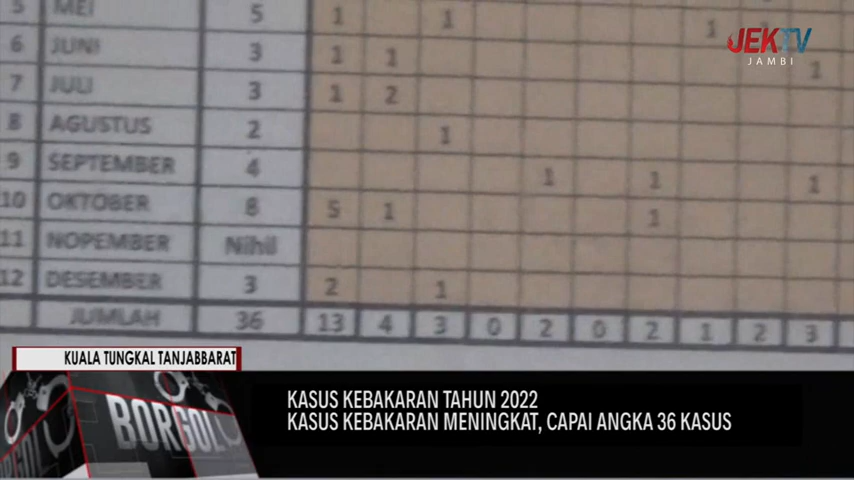 5 MEI 5 1 1 1 1
6 JUNI 3 1 1 1
7 JULI 3 1 2
8 AGUSTUS 2 1
9 SEPTEMBER 4 1 1 1
10 OKTOBER 8 5 1 1
11 NOPEMBER Nihil
12 DESEMBER 3 2 1
JUMLAH 36 13 4 3 0 2 0 2 1 2 3
JEKTV
JAMBI
KUALA TUNGKAL TANJABBARAT
BORGOL
BORGOL
KASUS KEBAKARAN TAHUN 2022
KASUS KEBAKARAN MENINGKAT, CAPAI ANGKA 36 KASUS